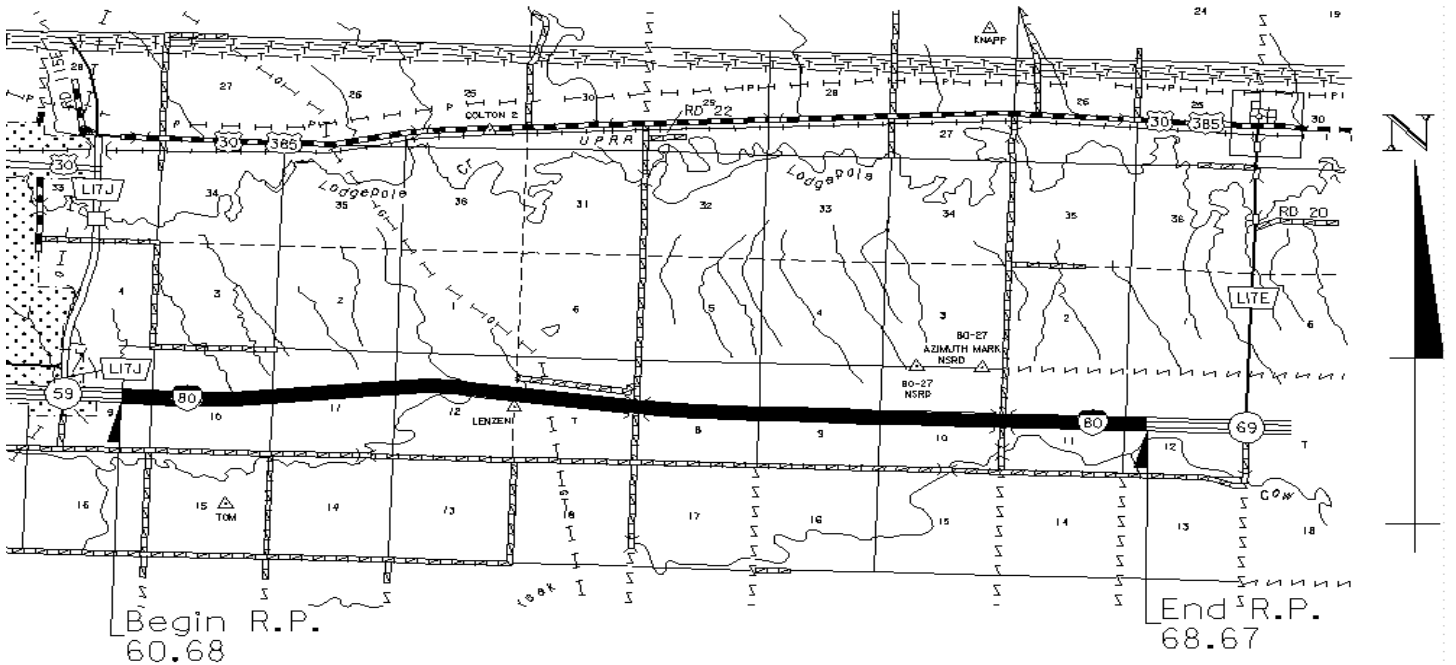 24 19
KNAPP
28 27 26 25 30 29 28 26 25 30
RD 115
COLTON 2
RD 22
30 385 30 385
UPRR
27
30
33 L17J 34 Lodgepole Cr Lodgepole
35 36 31 32 33 34 35 36
RD 20
N
4 3 2 1 6 5 4 3 2 1 6
L17E
80-27
AZIMUTH MARK
NSRD
L17J
80-27
NSRD
59 80 80 69
9 10 11 12 T 8 9 10 11 12 T
LENZEN
16 15 14 13 18 17 16 15 14 13 18
TOM
Cow
Begin R.P.
60.68
End R.P.
68.67